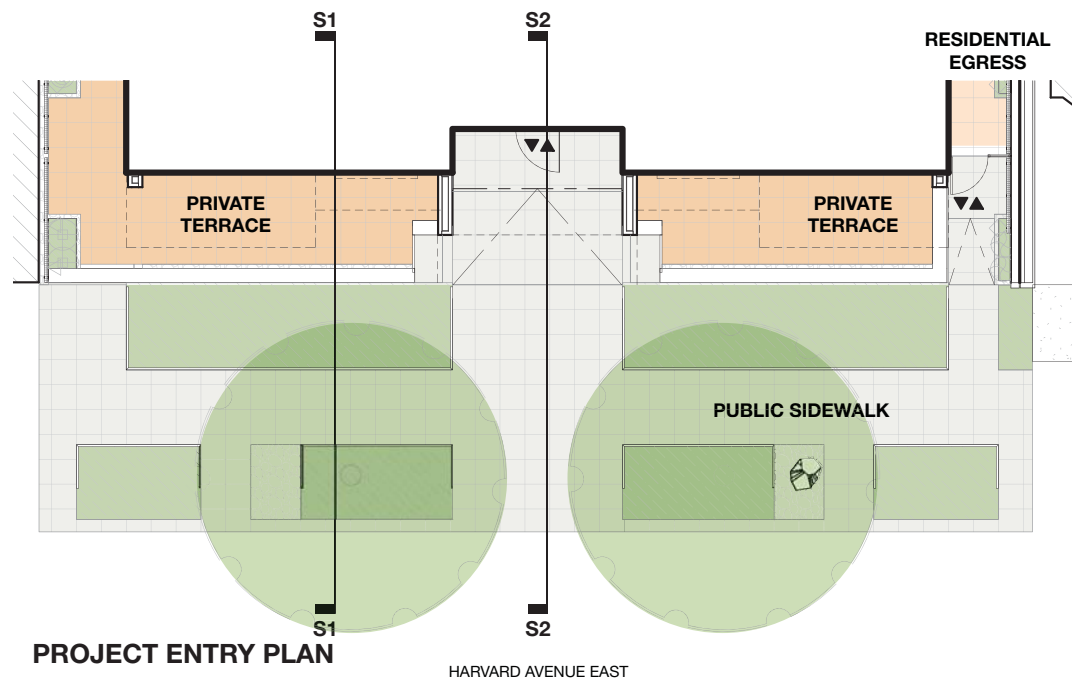 S1
S2
RESIDENTIAL
EGRESS
PRIVATE
TERRACE
PRIVATE
TERRACE
PUBLIC SIDEWALK
S1
S2
PROJECT ENTRY PLAN
HARVARD AVENUE EAST